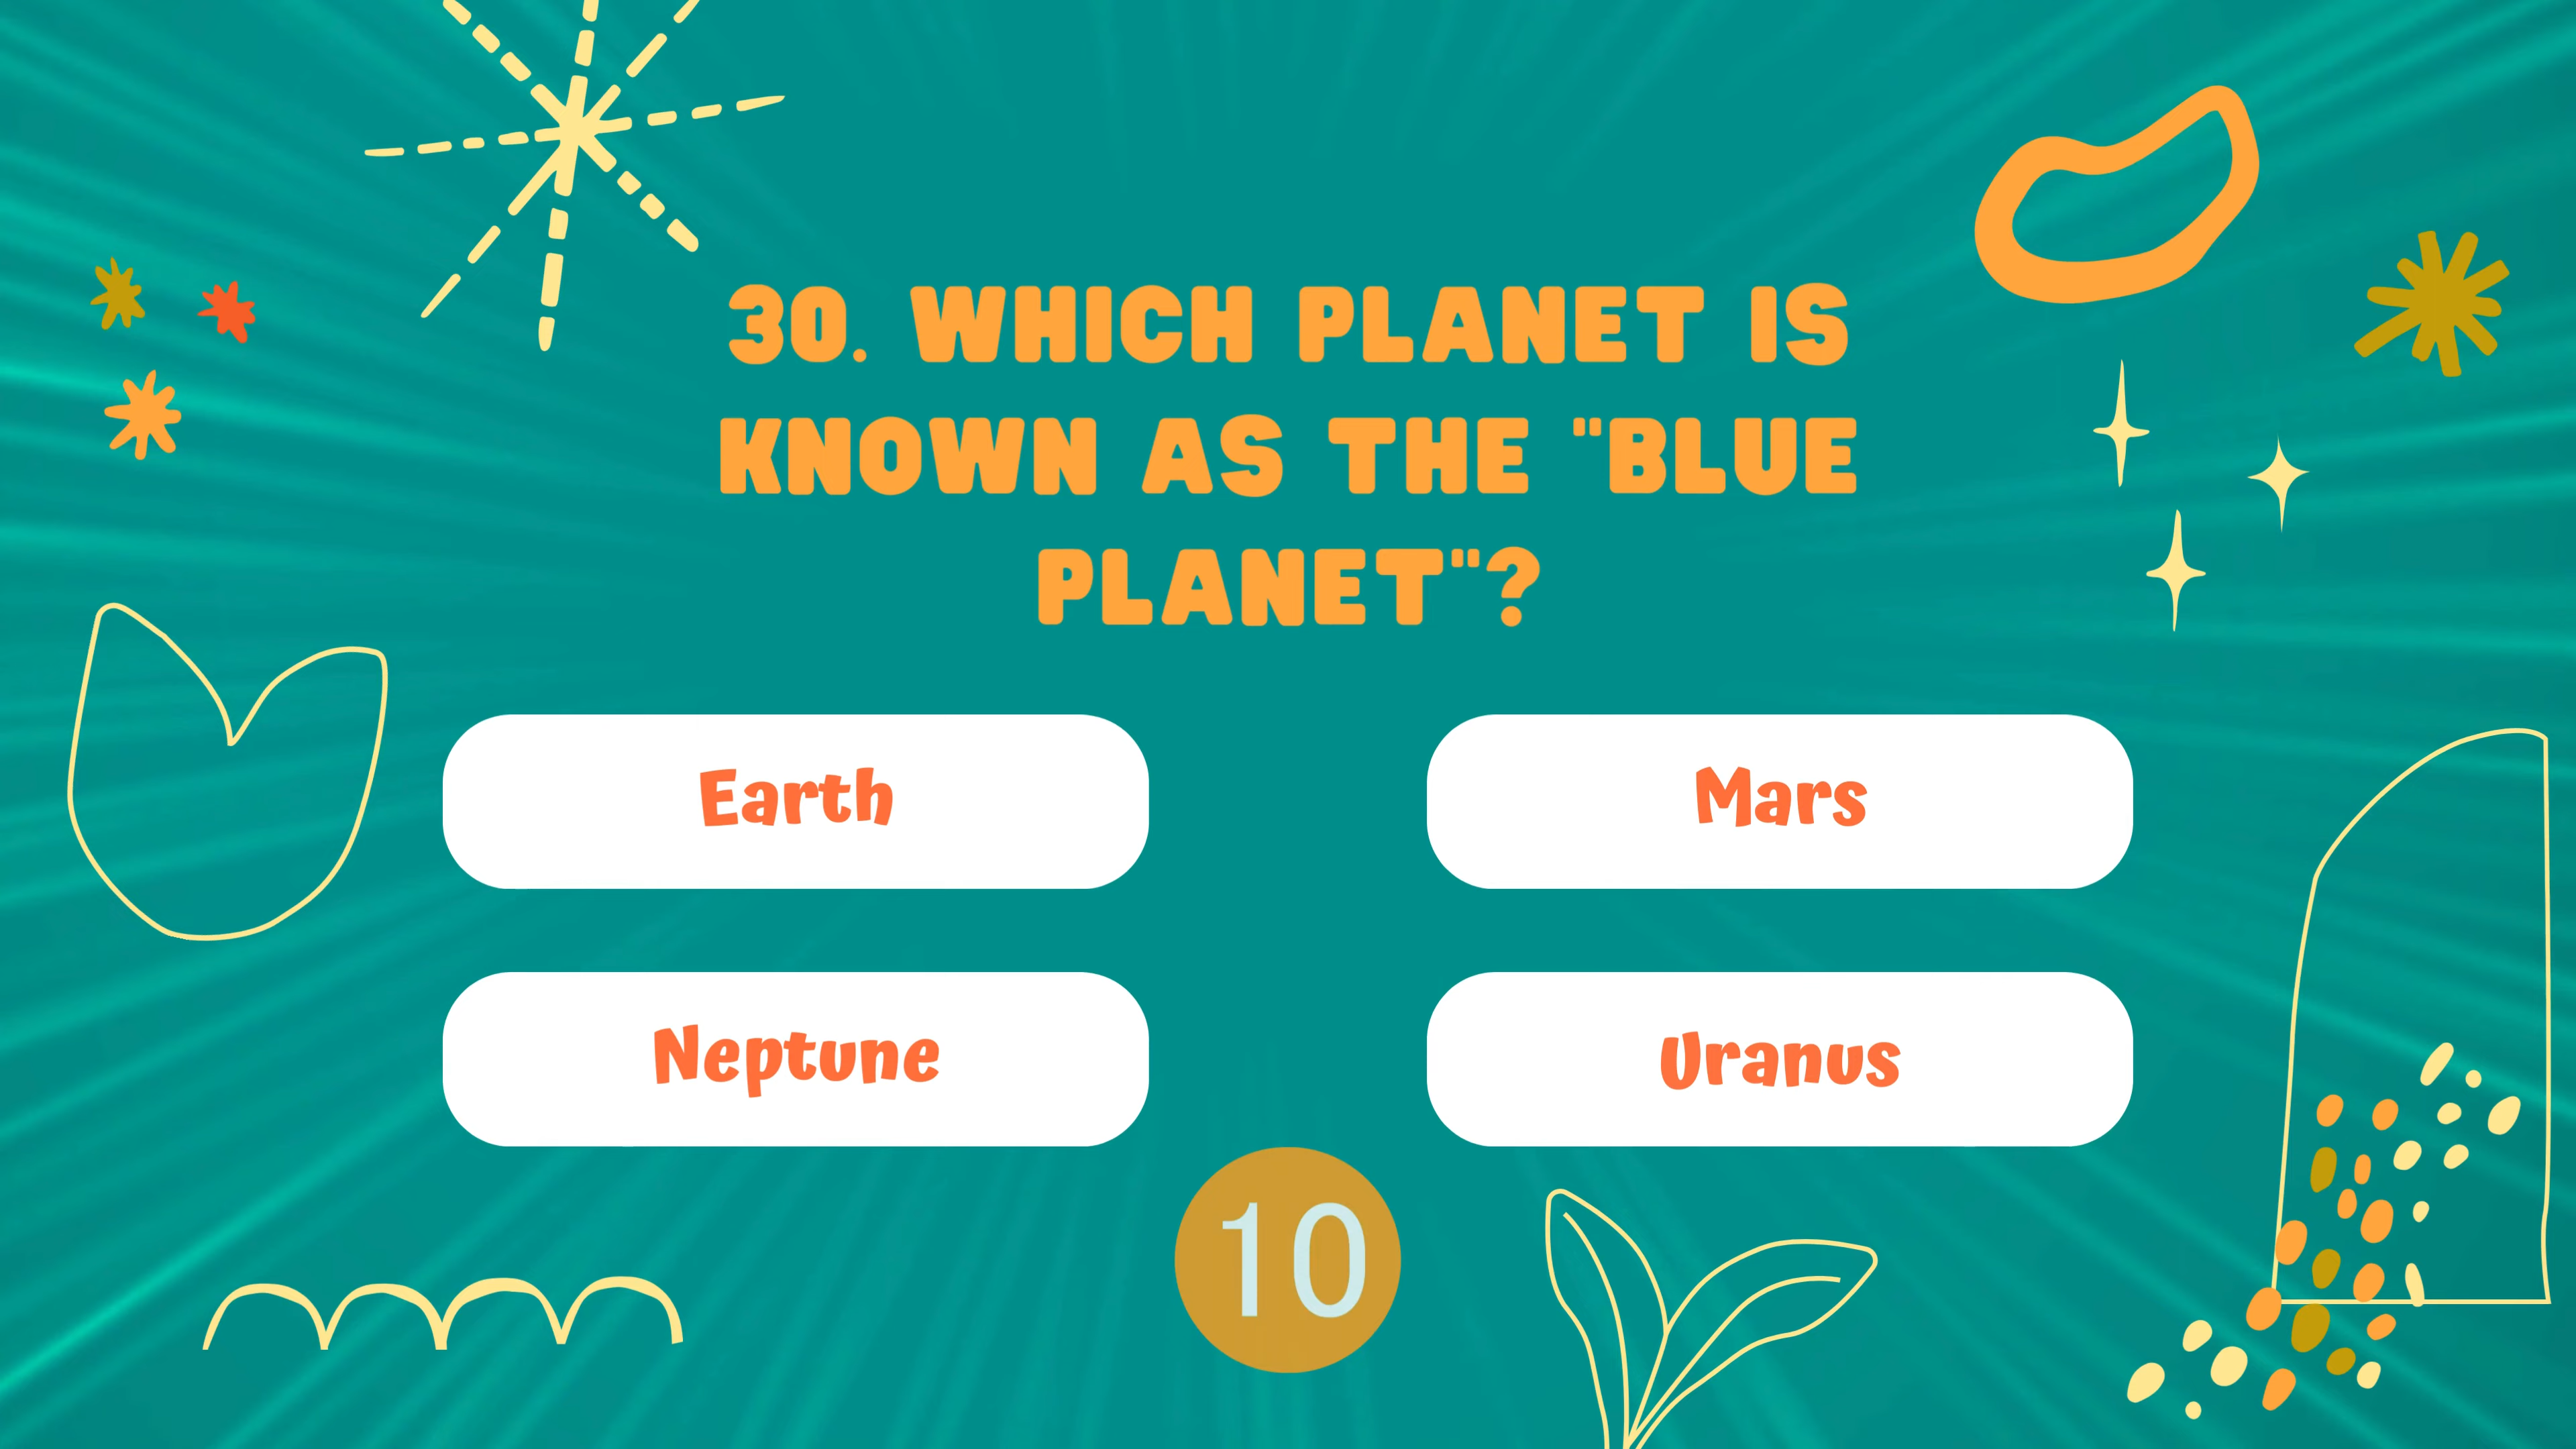 30. WHICH PLANET IS
KNOWN AS THE "BLUE
PLANET"?
Earth
Mars
Neptune
Uranus
10